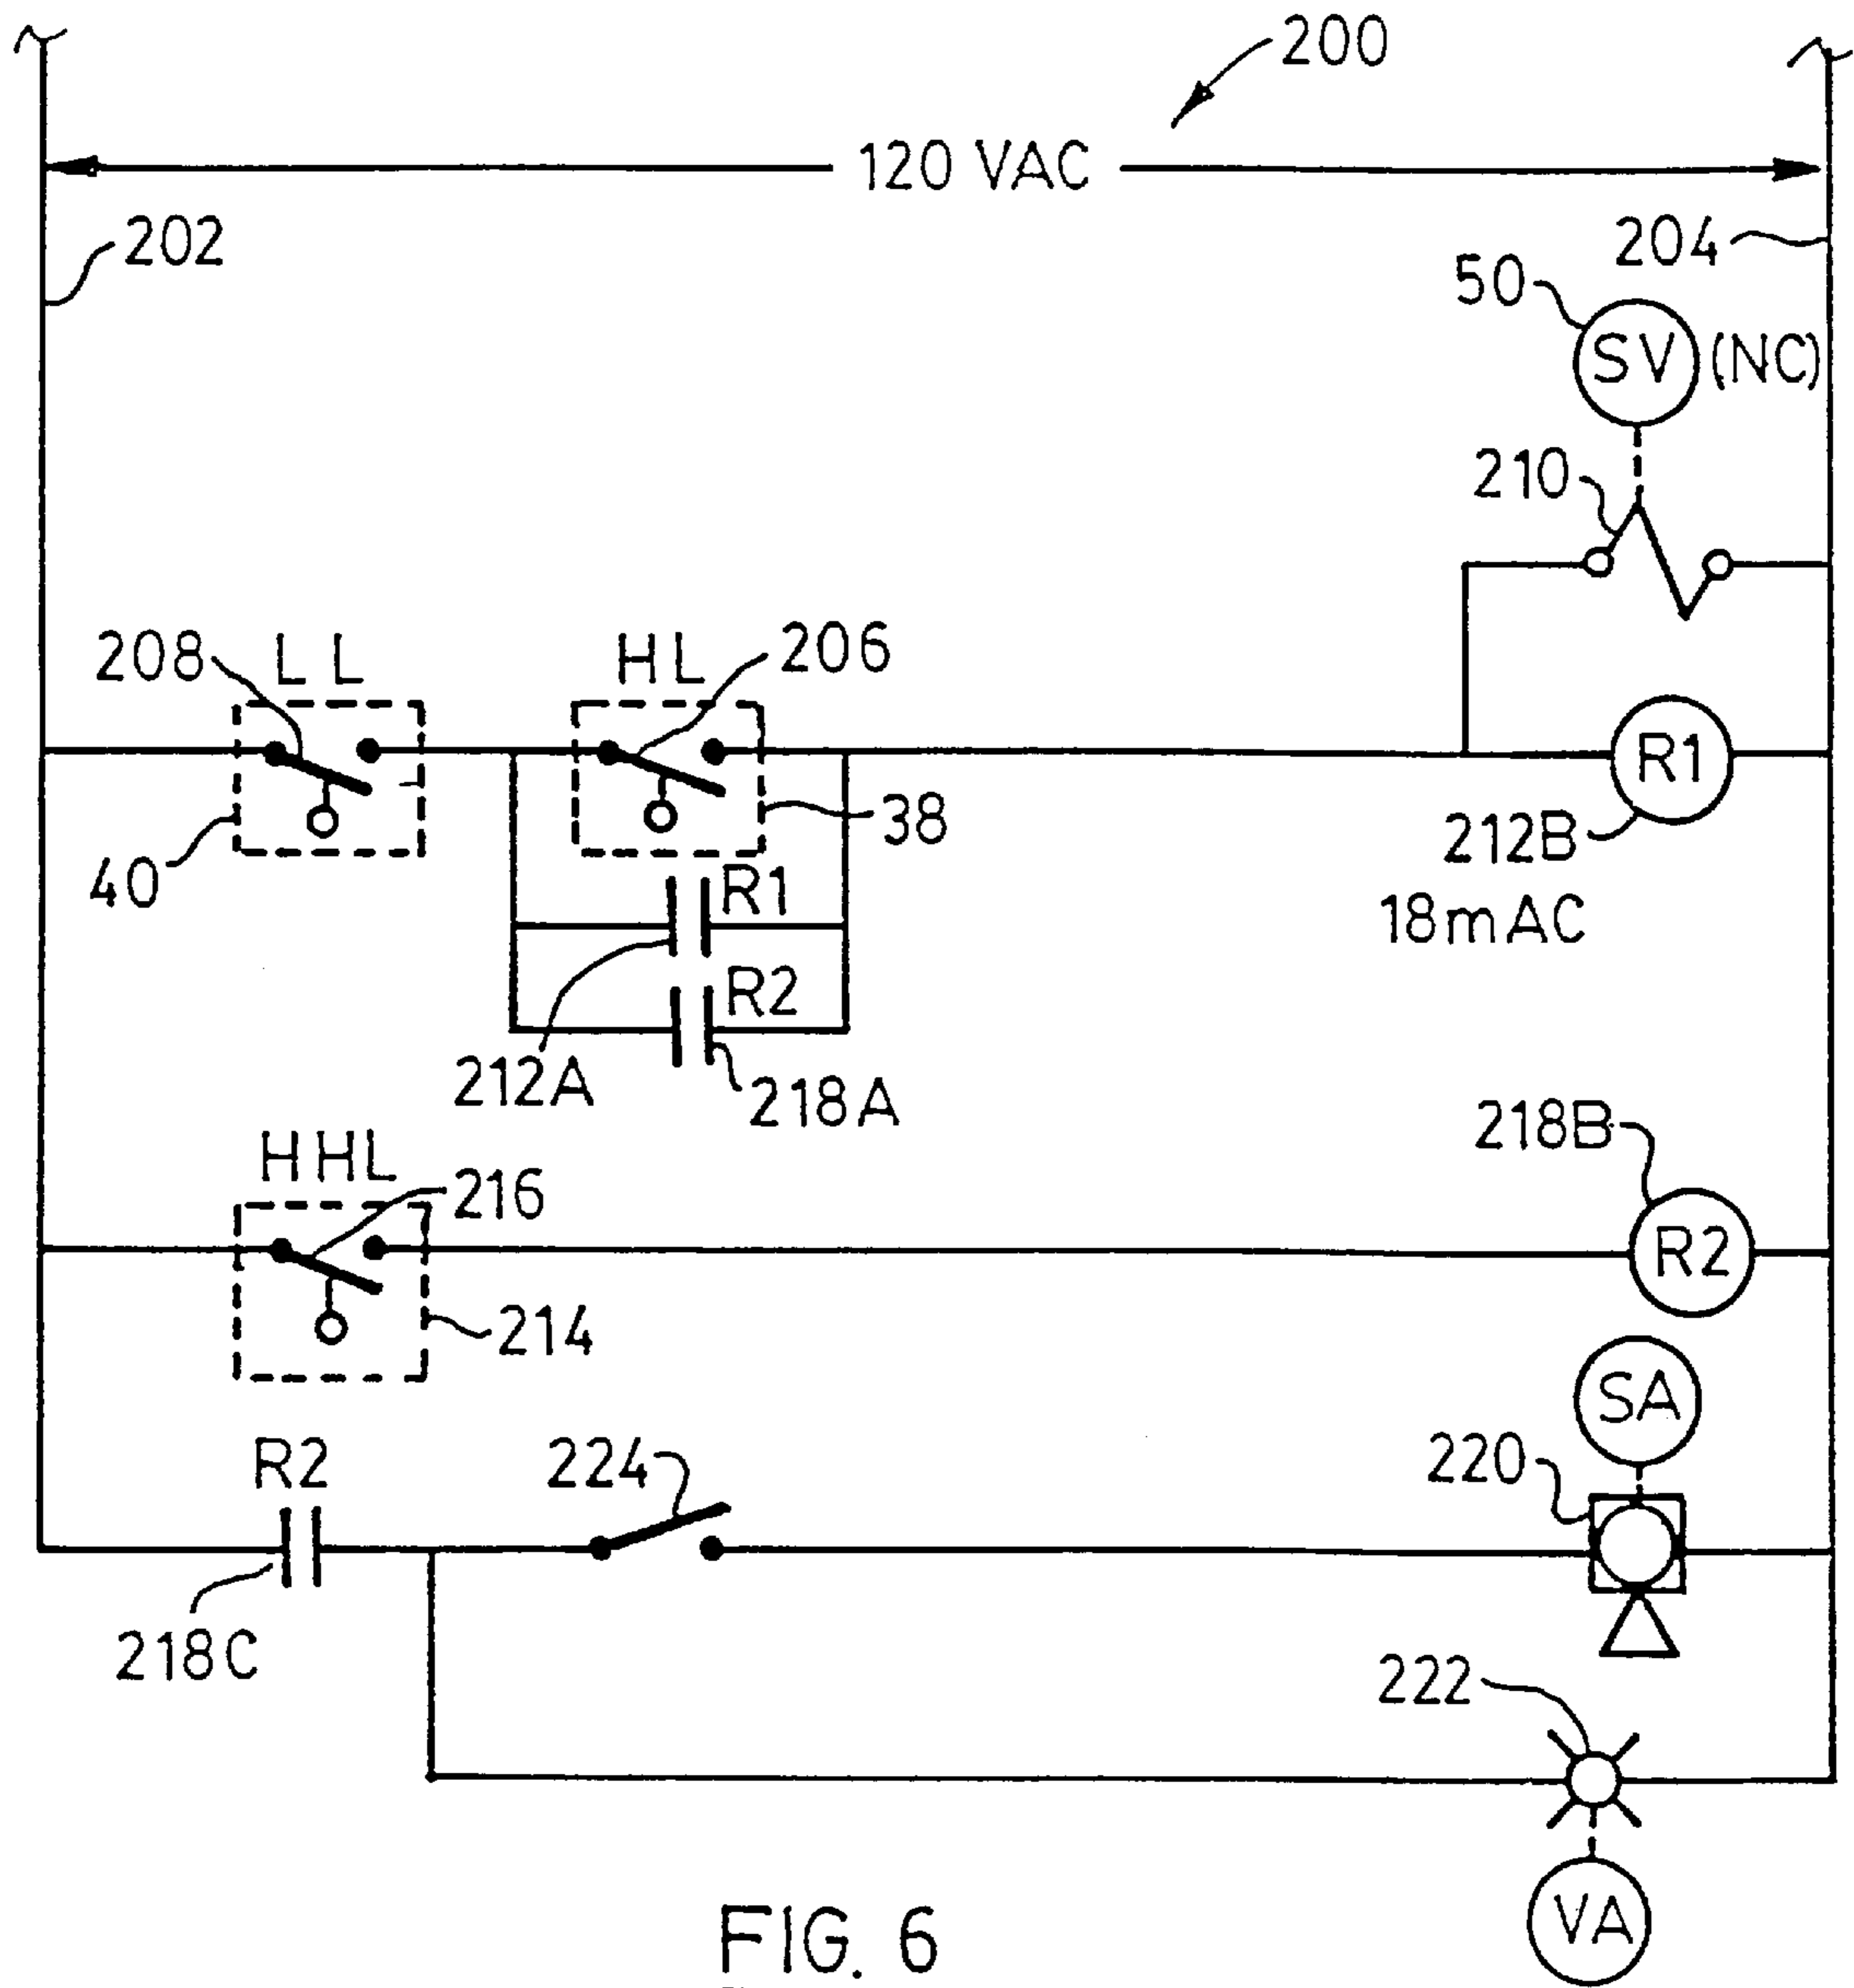 200
120 VAC
202
204
50
SV (NC)
210
208
LL
HL
206
R1
40
38
212B
18mAC
R1
R2
212A
218A
218B
HHL
216
R2
214
SA
R2
224
220
218C
222
VA
FIG. 6